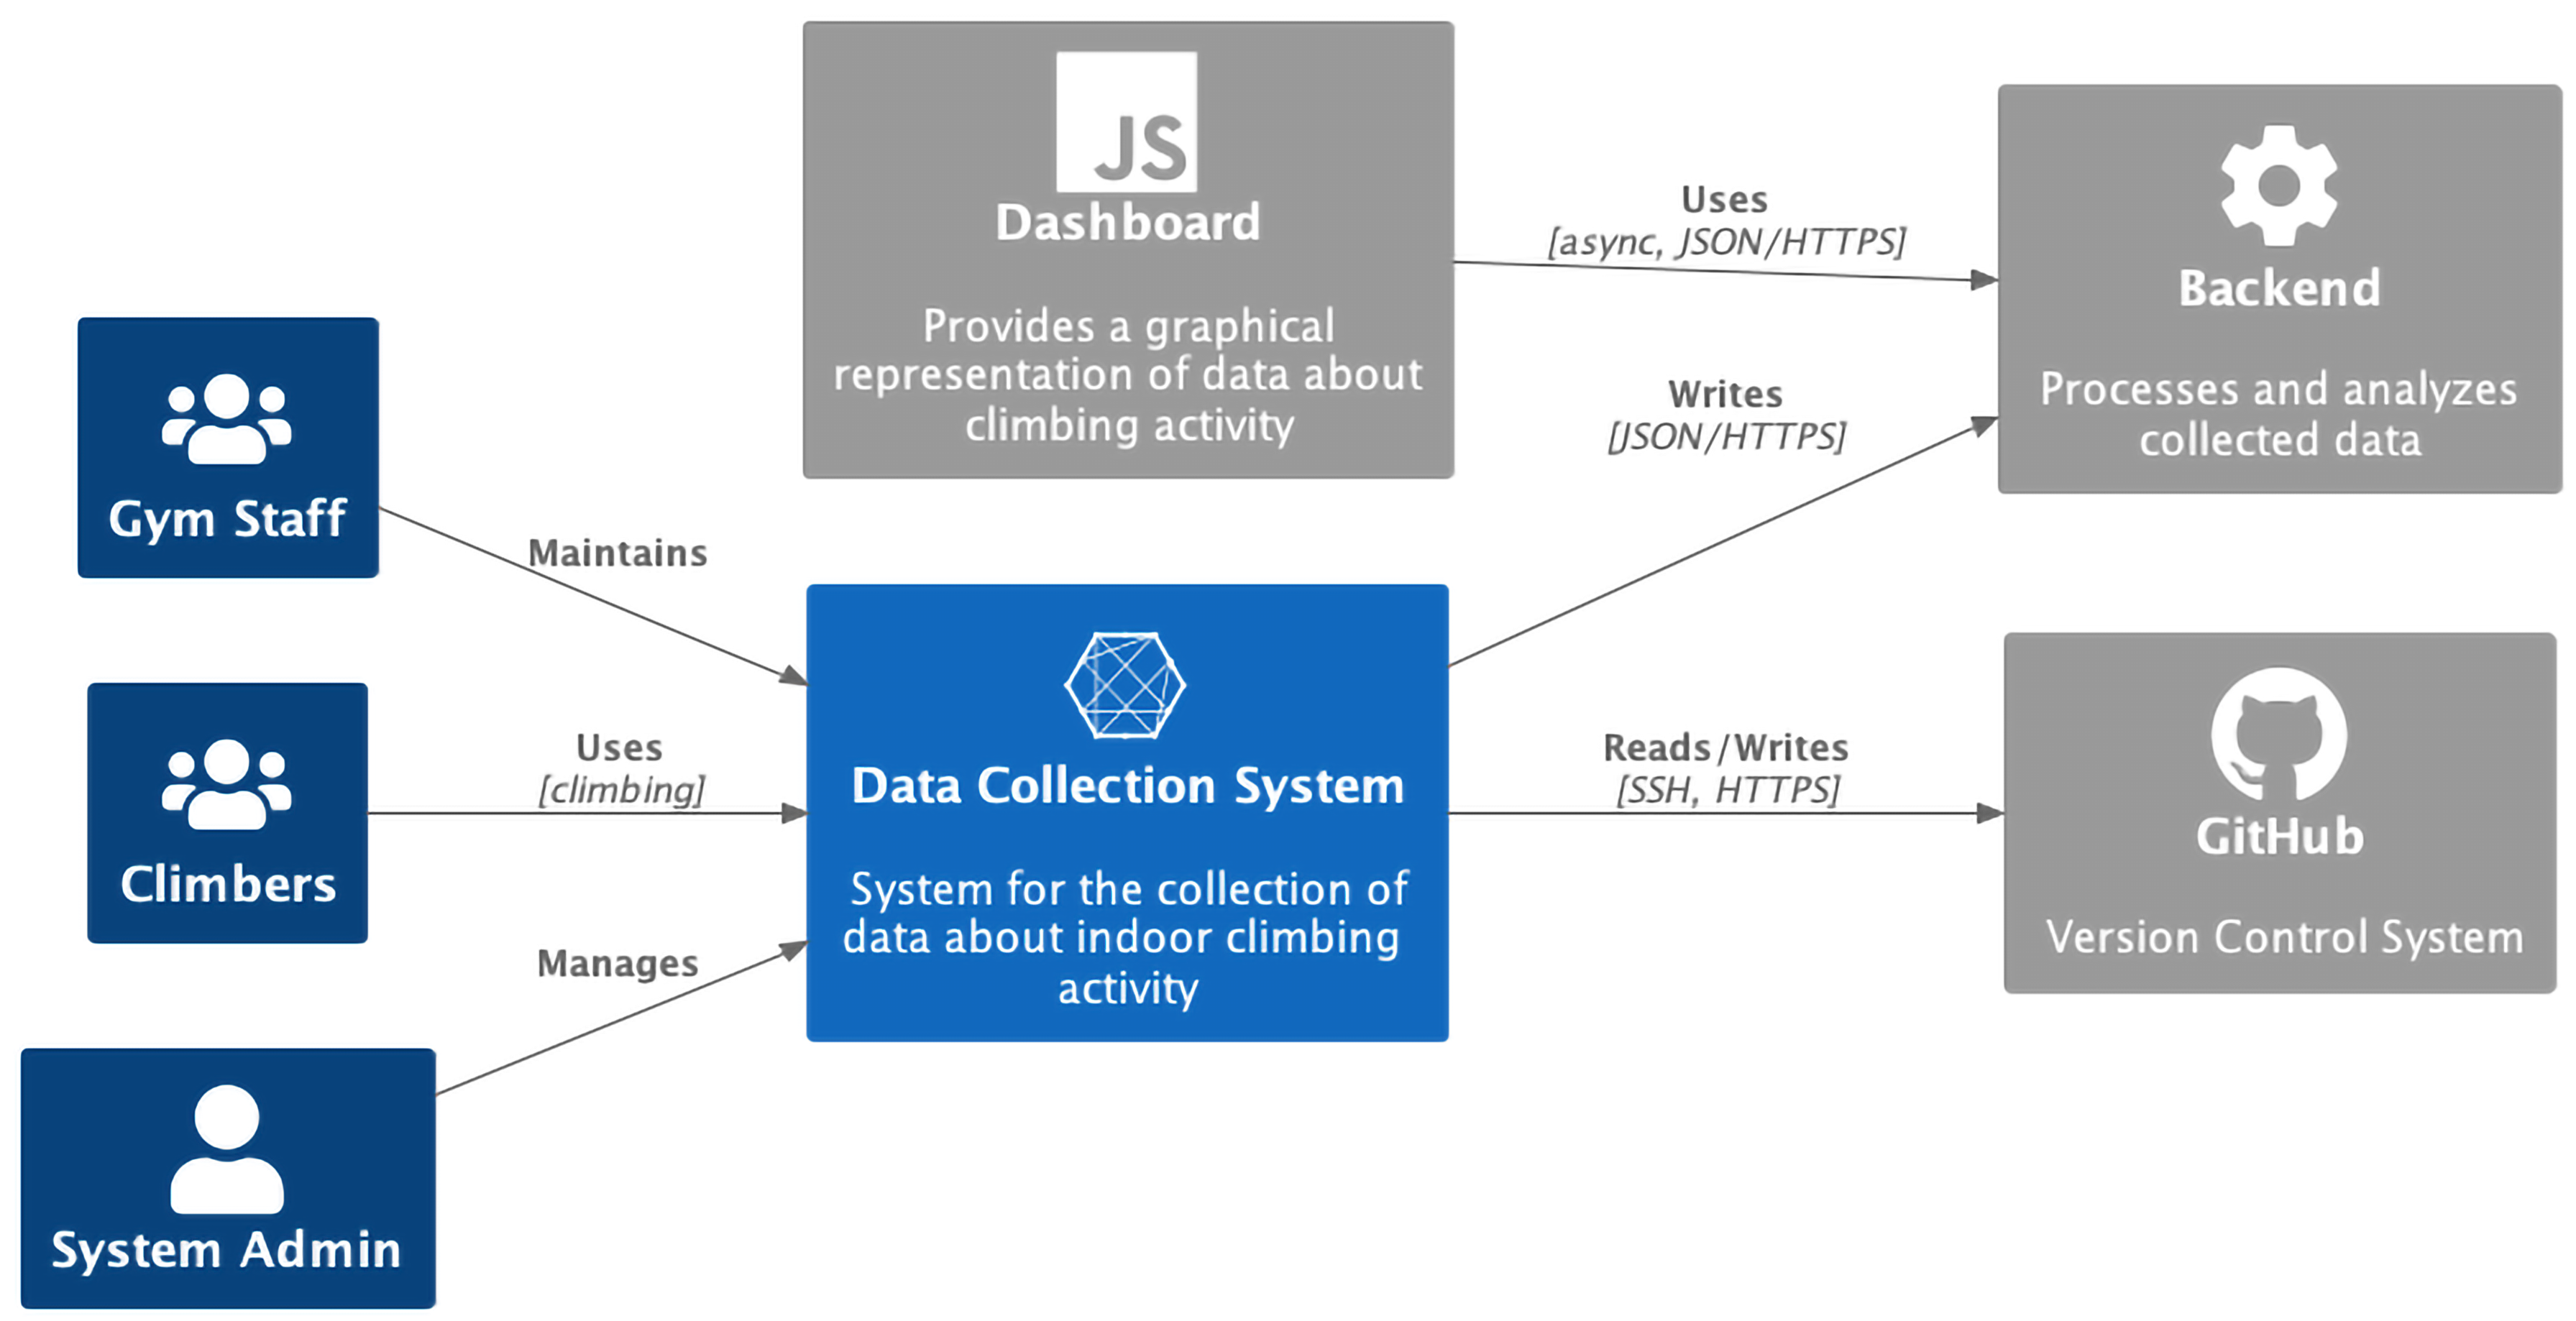 JS
Dashboard
Provides a graphical
representation of data about
climbing activity
Uses
[async, JSON/HTTPS]
Backend
Processes and analyzes
collected data
Writes
[JSON/HTTPS]
Gym Staff
Maintains
Climbers
Uses
[climbing]
Data Collection System
System for the collection of
data about indoor climbing
activity
Reads/Writes
[SSH, HTTPS]
GitHub
Version Control System
Manages
System Admin